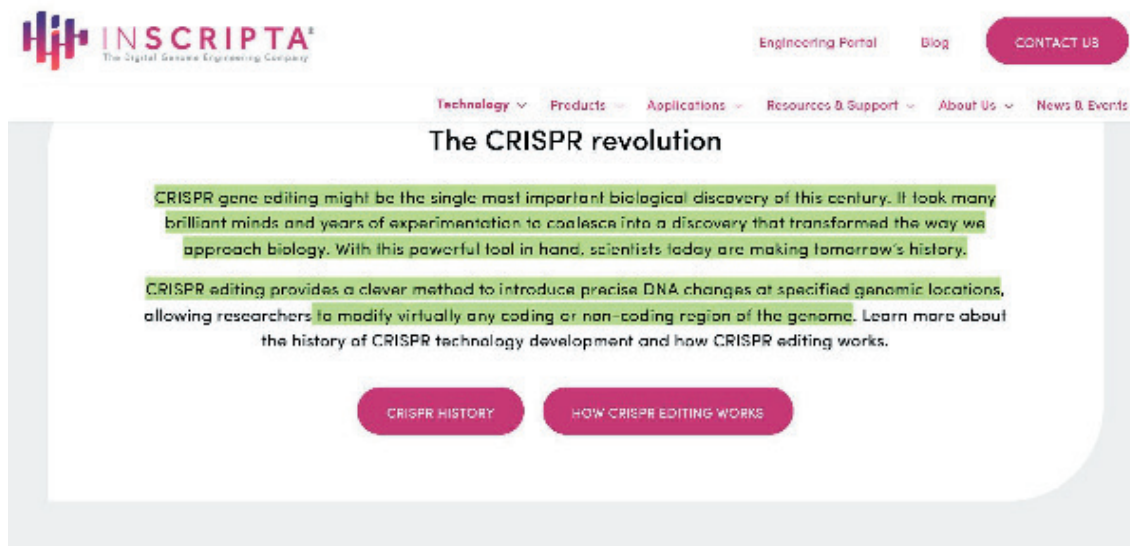 INSCRIPTA®
The Digital Genome Engineering Company
Engineering Portal Blog CONTACT US
Technology Products Applications Resources & Support About Us News & Events
The CRISPR revolution
CRISPR gene editing might be the single most important biological discovery of this century. It took many
brilliant minds and years of experimentation to coalesce into a discovery that transformed the way we
approach biology. With this powerful tool in hand, scientists today are making tomorrow's history.
CRISPR editing provides a clever method to introduce precise DNA changes at specified genomic locations,
allowing researchers to modify virtually any coding or non-coding region of the genome. Learn more about
the history of CRISPR technology development and how CRISPR editing works.
CRISPR HISTORY HOW CRISPR EDITING WORKS